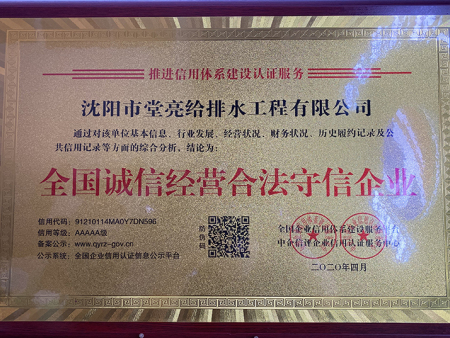 推进信用体系建设认证服务
沈阳市堂亮给排水工程有限公司
通过对该单位基本信息、行业发展、经营状况、财务状况、历史履约记录及公
共信用记录等方面的综合分析。结论为:
全国诚信经营合法守信企业
信用代码: 91210114MA0Y7DN596
信用等级: AAAAA级
备案公示: www.qyrz-gov.cn
公示系统: 全国企业信用认证信息公示平台
防伪码
全国企业信用体系建设服务平台
中企信评企业信用认证服务中心
二〇二〇年四月